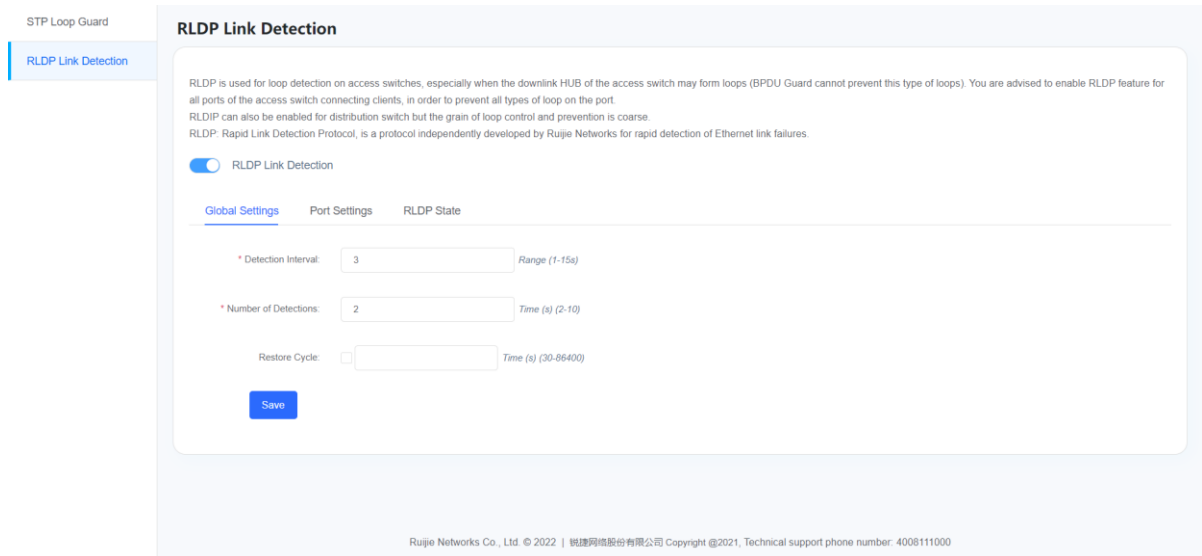 STP Loop Guard
RLDP Link Detection
RLDP Link Detection
RLDP is used for loop detection on access switches, especially when the downlink HUB of the access switch may form loops (BPDU Guard cannot prevent this type of loops). You are advised to enable RLDP feature for
all ports of the access switch connecting clients, in order to prevent all types of loop on the port.
RLDIP can also be enabled for distribution switch but the grain of loop control and prevention is coarse.
RLDP: Rapid Link Detection Protocol, is a protocol independently developed by Ruijie Networks for rapid detection of Ethernet link failures.
RLDP Link Detection
Global Settings Port Settings RLDP State
* Detection Interval: 3 Range (1-15s)
* Number of Detections: 2 Time (s) (2-10)
Restore Cycle: Time (s) (30-86400)
Save
Ruijie Networks Co., Ltd. © 2022 | 锐捷网络股份有限公司 Copyright @2021, Technical support phone number: 4008111000